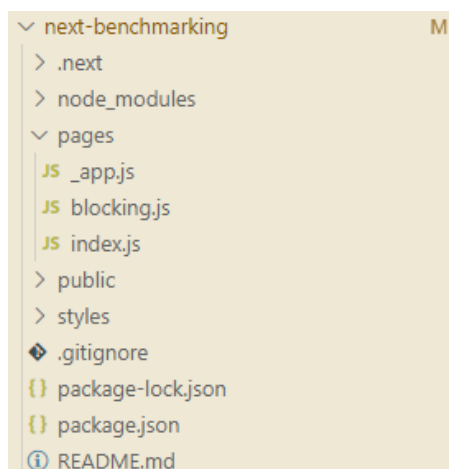 next-benchmarking M
.next
node_modules
pages
JS _app.js
JS blocking.js
JS index.js
public
styles
.gitignore
{} package-lock.json
{} package.json
README.md